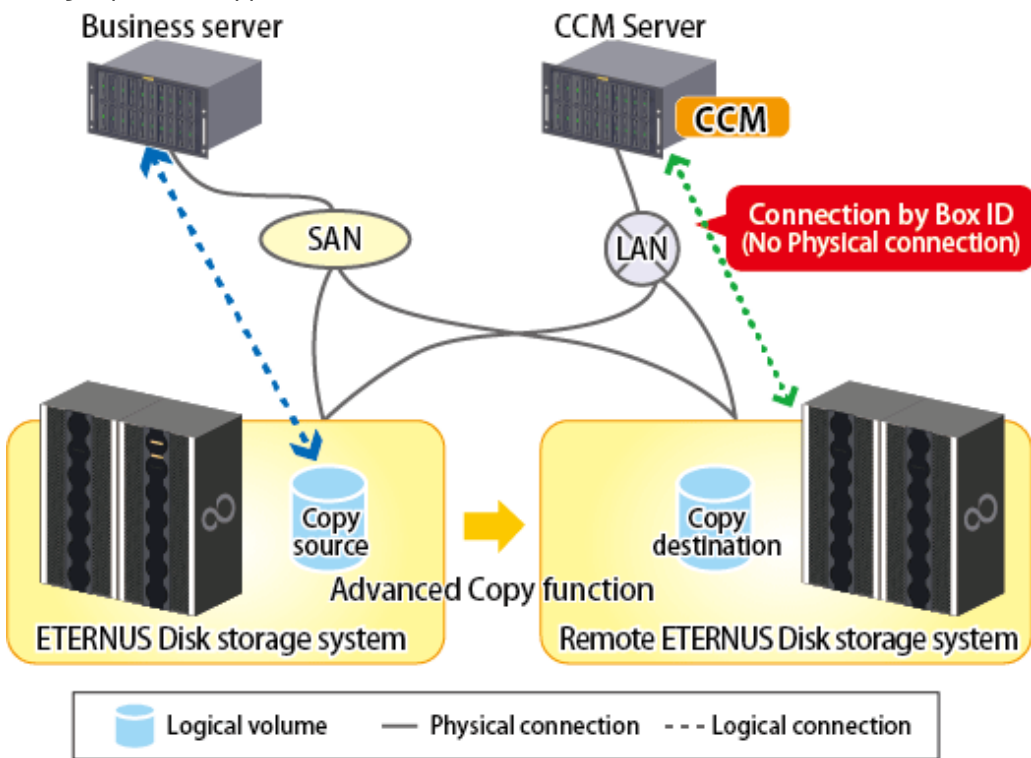 Business server
CCM Server
CCM
Connection by Box ID
(No Physical connection)
SAN
LAN
Copy
source
Copy
destination
Advanced Copy function
ETERNUS Disk storage system
Remote ETERNUS Disk storage system
Logical volume
Physical connection
Logical connection